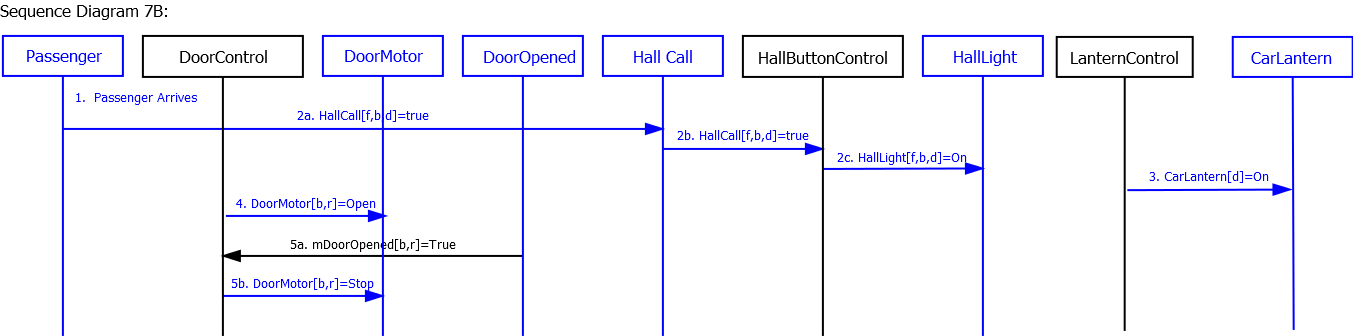 Sequence Diagram 7B:
Passenger
DoorControl
DoorMotor
DoorOpened
Hall Call
HallButtonControl
HallLight
LanternControl
CarLantern
1.  Passenger Arrives
2a. HallCall[f,b,d]=true
2b. HallCall[f,b,d]=true
2c. HallLight[f,b,d]=On
3. CarLantern[d]=On
4. DoorMotor[b,r]=Open
5a. mDoorOpened[b,r]=True
5b. DoorMotor[b,r]=Stop